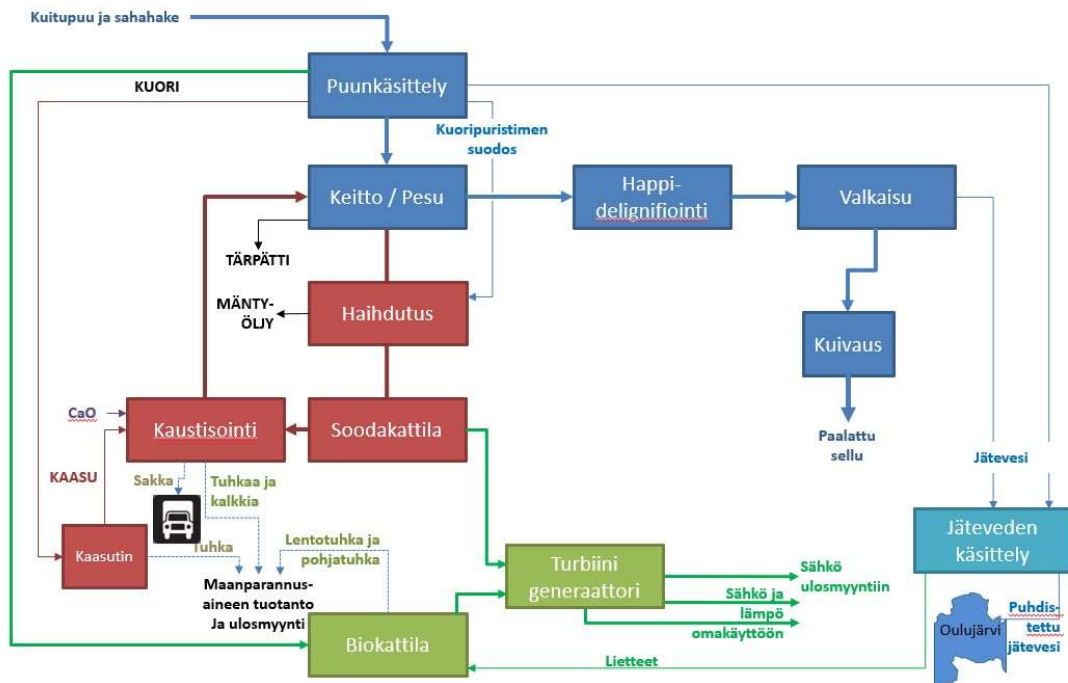 Kuitupuu ja sahahake
Puunkäsittely
KUORI
Kuoripuristimen
suodos
Keitto / Pesu
Happi-
delignifiointi
Valkaisu
TÄRPÄTTI
MÄNTY-
ÖLJY
Haihdutus
Kuivaus
CaO
Kaustisointi
Soodakattila
Paalattu
sellu
Jätevesi
KAASU
Sakka
Tuhkaa ja
kalkkia
Kaasutin
Tuhka
Lentotuhka ja
pohjatuhka
Maanparannus-
aineen tuotanto
Ja ulosmyynti
Biokattila
Turbiini
generaattori
Sähkö
ulosmyyntiin
Sähkö ja
lämpö
omakäyttöön
Jäteveden
käsittely
Oulujärvi
Puhdis-
tettu
jätevesi
Lietteet